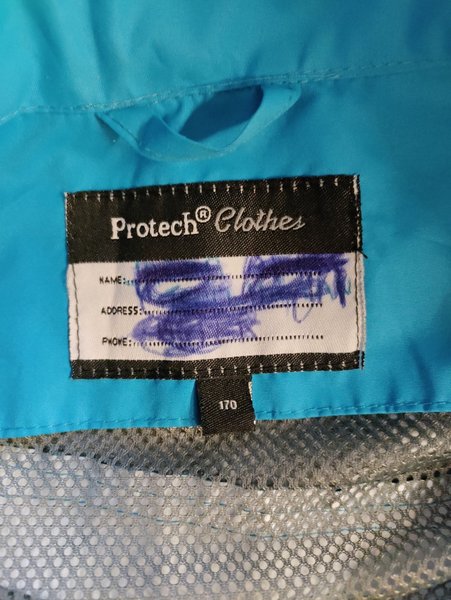 Protech® Clothes
NAME:
ADDRESS:
PHONE:
170